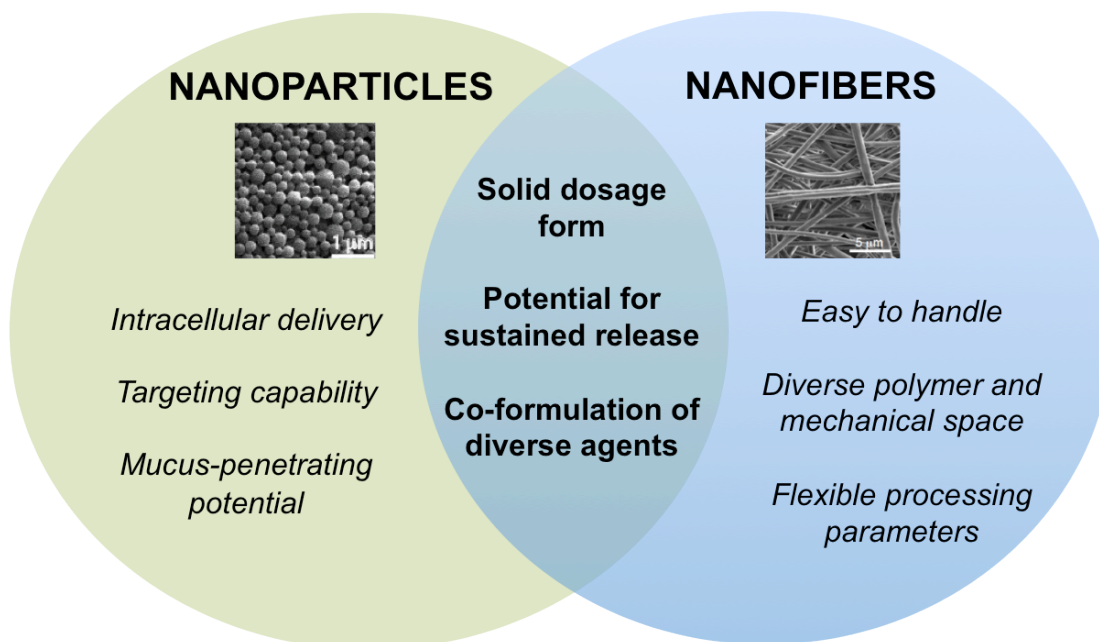 NANOPARTICLES
1 μm
Intracellular delivery
Targeting capability
Mucus-penetrating
potential
Solid dosage
form
Potential for
sustained release
Co-formulation of
diverse agents
NANOFIBERS
5 μm
Easy to handle
Diverse polymer and
mechanical space
Flexible processing
parameters